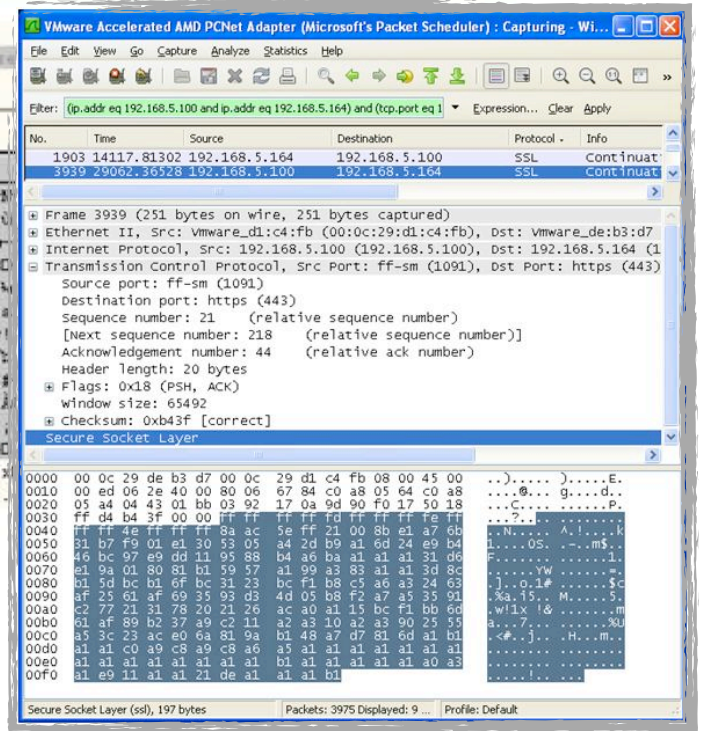 VMware Accelerated AMD PCNet Adapter (Microsoft's Packet Scheduler) : Capturing - Wi...
File Edit View Go Capture Analyze Statistics Help
Filter: (ip.addr eq 192.168.5.100 and ip.addr eq 192.168.5.164) and (tcp.port eq 1 Expression... Clear Apply
No. Time Source Destination Protocol Info
1903 14117.81302 192.168.5.164 192.168.5.100 SSL Continuat
3939 29062.36528 192.168.5.100 192.168.5.164 SSL Continuat
Frame 3939 (251 bytes on wire, 251 bytes captured)
Ethernet II, Src: Vmware_d1:c4:fb (00:0c:29:d1:c4:fb), Dst: Vmware_de:b3:d7
Internet Protocol, Src: 192.168.5.100 (192.168.5.100), Dst: 192.168.5.164 (1
Transmission Control Protocol, Src Port: ff-sm (1091), Dst Port: https (443)
Source port: ff-sm (1091)
Destination port: https (443)
Sequence number: 21 (relative sequence number)
[Next sequence number: 218 (relative sequence number)]
Acknowledgement number: 44 (relative ack number)
Header length: 20 bytes
Flags: 0x18 (PSH, ACK)
Window size: 65492
Checksum: 0xb43f [correct]
Secure Socket Layer
0000 00 0c 29 de b3 d7 00 0c 29 d1 c4 fb 08 00 45 00 ..)..... ).....E.
0010 00 ed 06 2e 40 00 80 06 67 84 c0 a8 05 64 c0 a8 ....@... g....d..
0020 05 a4 04 43 01 bb 03 92 17 0a 9d 90 f0 17 50 18 ...C.... ......P.
0030 ff d4 b4 3f 00 00 ff ff ff ff fd ff ff ff fe ff ...?.... ........
0040 ff ff 4e ff ff ff 8a ac 5e ff 21 00 8b e1 a7 6b ..N..... ^.!....k
0050 31 b7 f9 01 e1 30 53 05 a4 2d b9 a1 6d 24 e9 b4 1....0S. .-..m$..
0060 46 bc 97 e9 dd 11 95 88 b4 a6 ba a1 a1 a1 31 d6 F....... ......1.
0070 e1 9a 01 80 81 b1 59 57 a1 99 a3 83 a1 a1 3d 8c ......YW ......=.
0080 b1 5d bc b1 6f bc 31 23 bc f1 b8 c5 a6 a3 24 63 .]..o.1# ......$c
0090 af 25 61 af 69 35 93 d3 4d 05 b8 f2 a7 a5 35 91 .%a.i5.. M.....5.
00a0 c2 77 21 31 78 20 21 26 ac a0 a1 15 bc f1 bb 6d .w!1x !& .......m
00b0 61 af 89 b2 37 a9 c2 11 a2 a3 10 a2 a3 90 25 55 a...7... ......%U
00c0 a5 3c 23 ac e0 6a 81 9a b1 48 a7 d7 81 6d a1 b1 .<#..j.. .H...m..
00d0 a1 a1 c0 a9 c8 a9 c8 a6 a5 a1 a1 a1 a1 a1 a1 a1 ........ ........
00e0 a1 a1 a1 a1 a1 a1 a1 a1 b1 a1 a1 a1 a1 a1 a0 a3 ........ ........
00f0 a1 e9 11 a1 a1 21 de a1 a1 a1 b1 .....!.. ...
Secure Socket Layer (ssl), 197 bytes Packets: 3975 Displayed: 9 ... Profile: Default